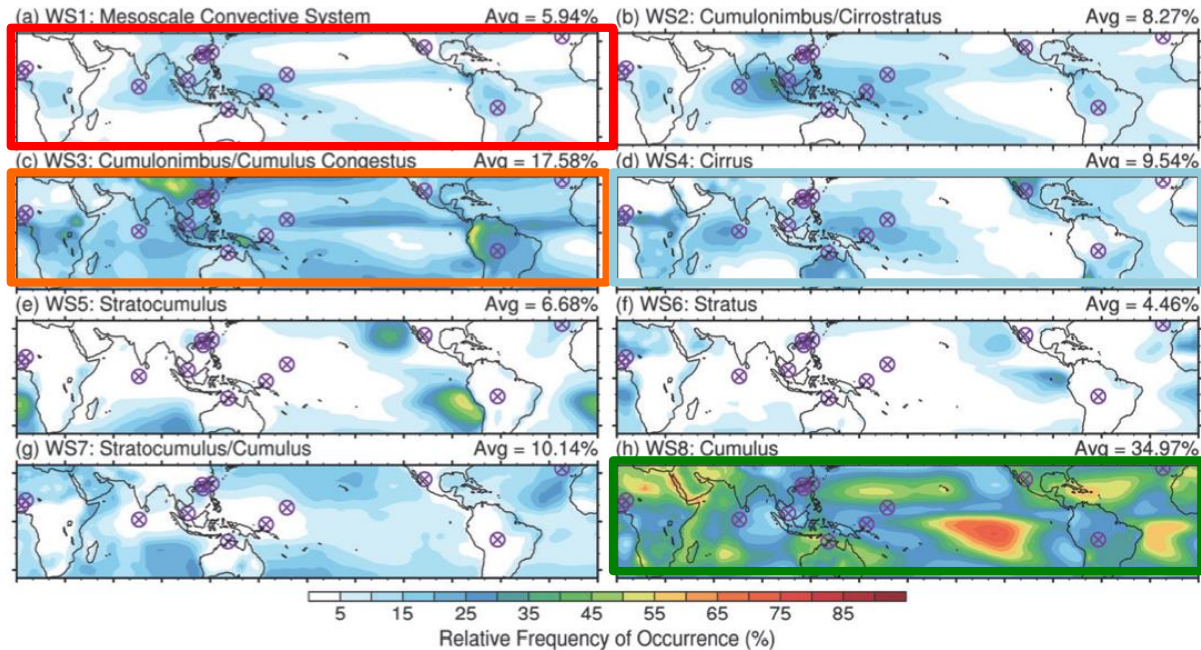 (a) WS1: Mesoscale Convective System Avg = 5.94%
(b) WS2: Cumulonimbus/Cirrostratus Avg = 8.27%
(c) WS3: Cumulonimbus/Cumulus Congestus Avg = 17.58%
(d) WS4: Cirrus Avg = 9.54%
(e) WS5: Stratocumulus Avg = 6.68%
(f) WS6: Stratus Avg = 4.46%
(g) WS7: Stratocumulus/Cumulus Avg = 10.14%
(h) WS8: Cumulus Avg = 34.97%
5 15 25 35 45 55 65 75 85
Relative Frequency of Occurrence (%)